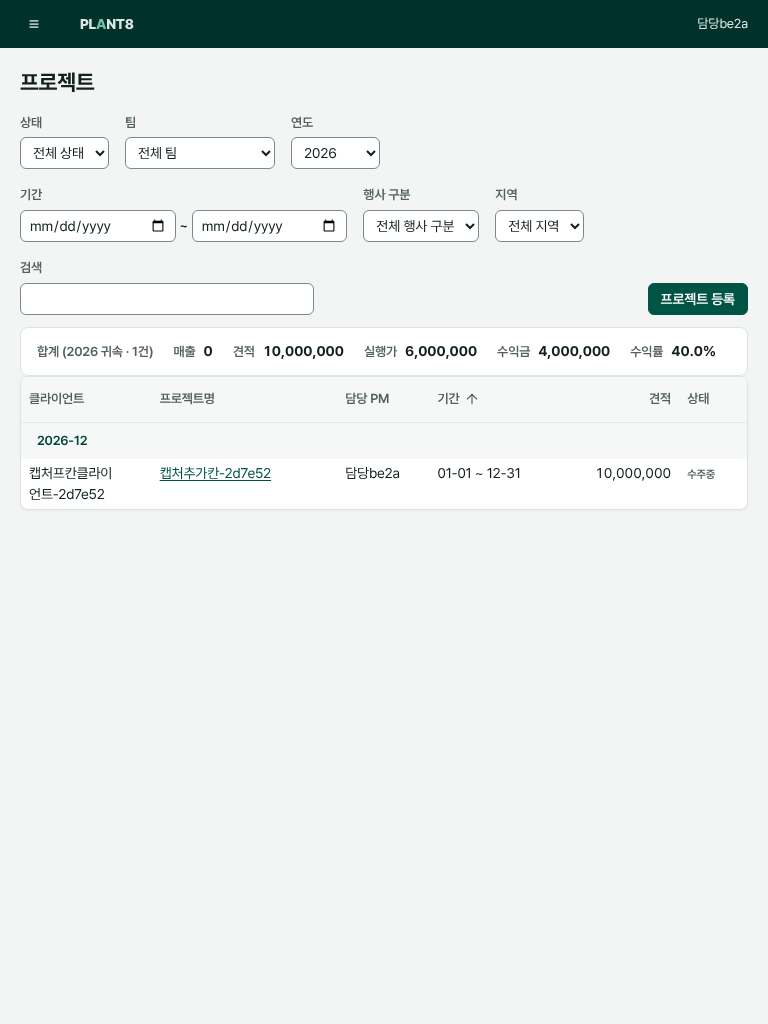 ≡ PLANT8 담당be2a
프로젝트
상태 팀 연도
전체 상태 전체 팀 2026
기간 행사 구분 지역
mm/dd/yyyy ~ mm/dd/yyyy 전체 행사 구분 전체 지역
검색
프로젝트 등록
합계 (2026 귀속 · 1건) 매출 0 견적 10,000,000 실행가 6,000,000 수익금 4,000,000 수익률 40.0%
클라이언트 프로젝트명 담당 PM 기간 ↑ 견적 상태
2026-12
캡처프칸클라이 캡처추가칸-2d7e52 담당be2a 01-01 ~ 12-31 10,000,000 수주중
언트-2d7e52